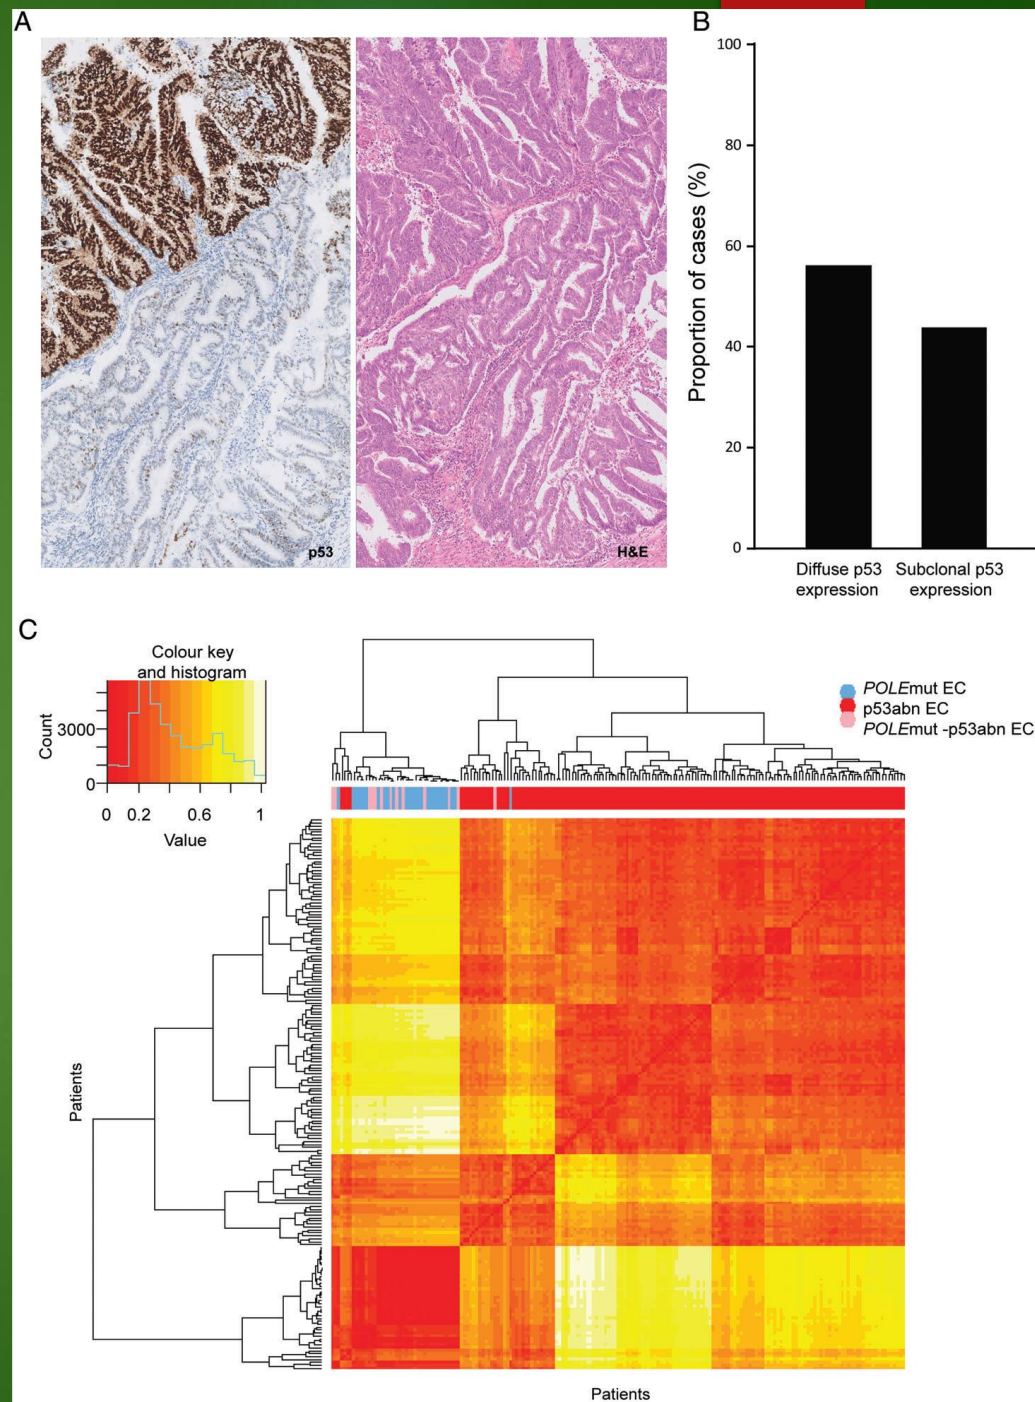 A
p53
H&E
B
Proportion of cases (%)
100
80
60
40
20
0
Diffuse p53
expression
Subclonal p53
expression
C
Colour key
and histogram
Count
3000
0
0 0.2 0.6 1
Value
POLEmut EC
p53abn EC
POLEmut -p53abn EC
Patients
Patients